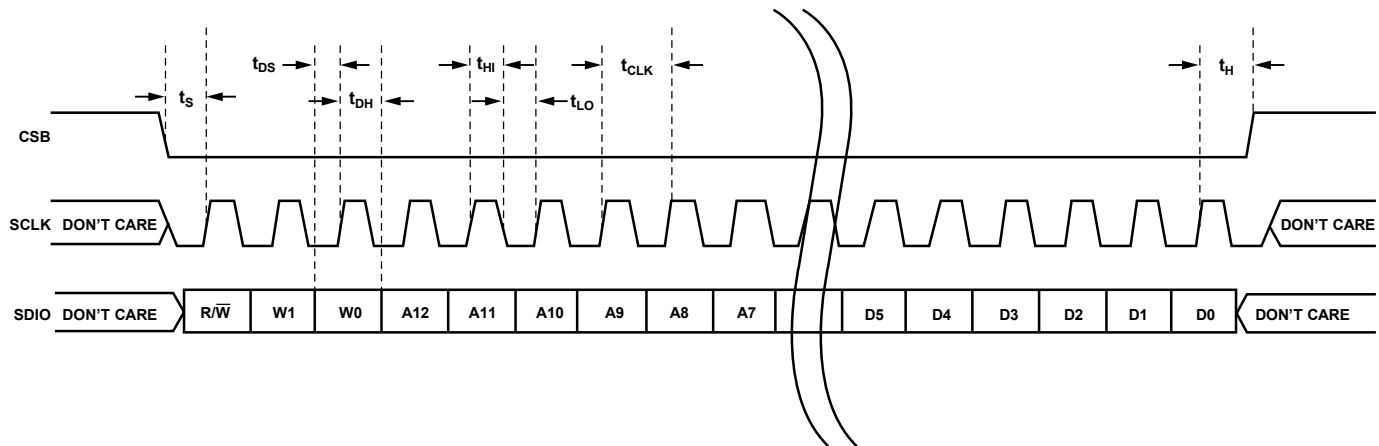 tDS
tHI
tCLK
tH
tS
tDH
tLO
CSB
SCLK DON'T CARE
DON'T CARE
SDIO DON'T CARE
R/W̅
W1
W0
A12
A11
A10
A9
A8
A7
D5
D4
D3
D2
D1
D0
DON'T CARE